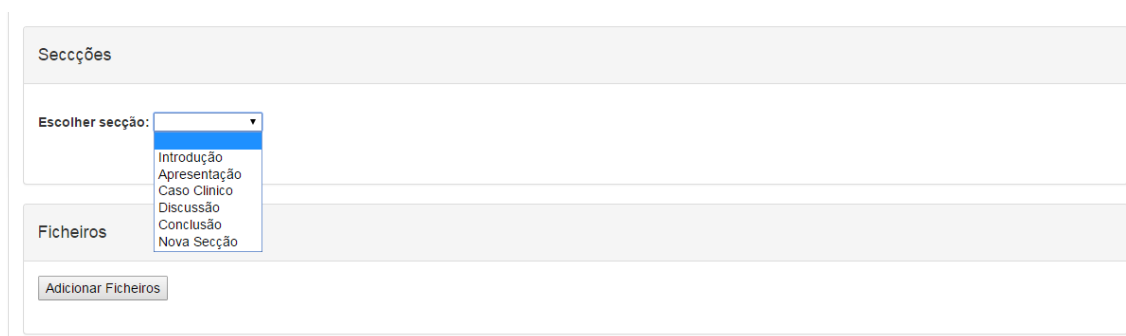 Seccções
Escolher secção:
Introdução
Apresentação
Caso Clinico
Discussão
Conclusão
Nova Secção
Ficheiros
Adicionar Ficheiros